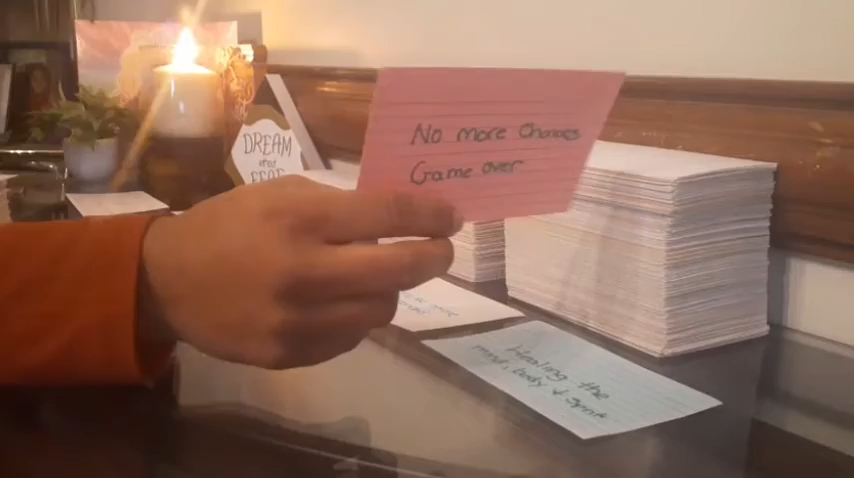 DREAM
No more Chances
Game over
Healing the
mind, body & Spirit